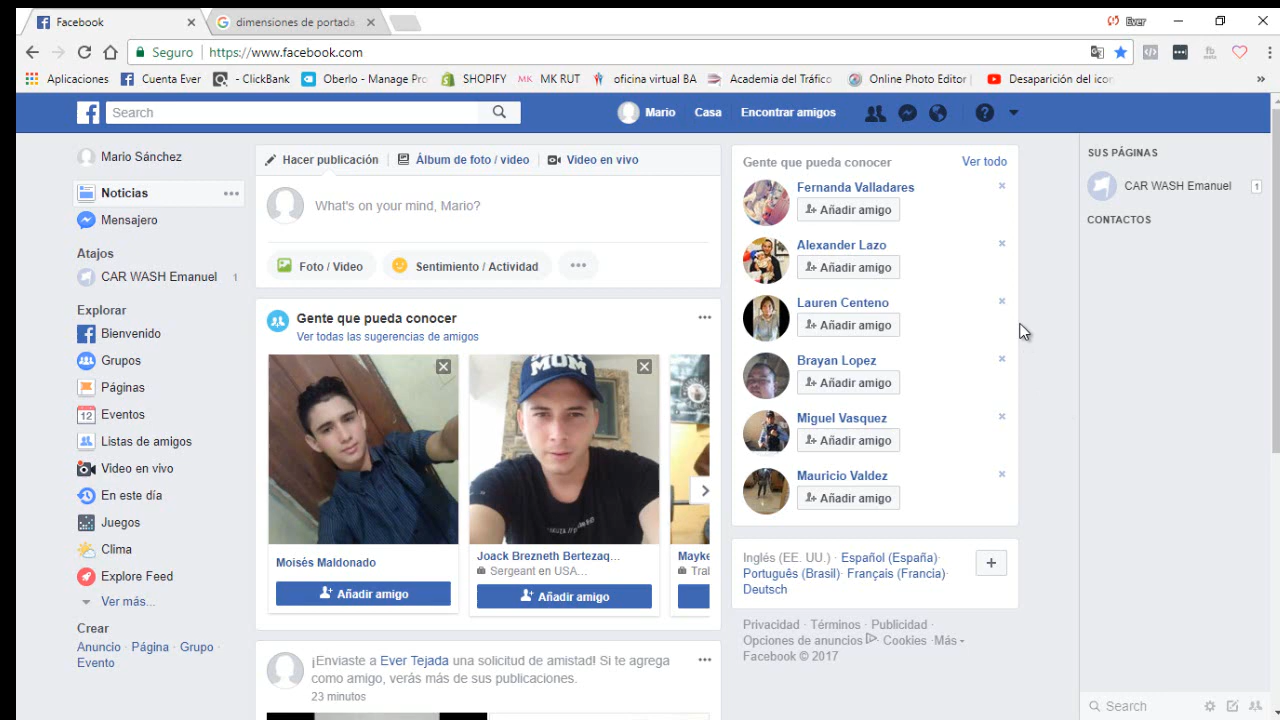 Facebook
dimensiones de portada
Ever
Seguro
https://www.facebook.com
Aplicaciones
Cuenta Ever
- ClickBank
Oberlo - Manage Pro
SHOPIFY
MK MK RUT
oficina virtual BA
Academia del Tráfico
Online Photo Editor |
Desaparición del icon
»
Search
Mario
Casa
Encontrar amigos
Mario Sánchez
Noticias
Mensajero
Atajos
CAR WASH Emanuel 1
Explorar
Bienvenido
Grupos
Páginas
12 Eventos
Listas de amigos
Video en vivo
En este día
Juegos
Clima
Explore Feed
Ver más...
Crear
Anuncio · Página · Grupo ·
Evento
Hacer publicación
Álbum de foto / video
Video en vivo
What's on your mind, Mario?
Foto / Video
Sentimiento / Actividad
Gente que pueda conocer
Ver todas las sugerencias de amigos
MOM
Moisés Maldonado
Añadir amigo
Joack Brezneth Bertezaq...
Sergeant en USA...
Añadir amigo
Mayke
Tral
¡Enviaste a Ever Tejada una solicitud de amistad! Si te agrega
como amigo, verás más de sus publicaciones.
23 minutos
Gente que pueda conocer
Ver todo
Fernanda Valladares
Añadir amigo
Alexander Lazo
Añadir amigo
Lauren Centeno
Añadir amigo
Brayan Lopez
Añadir amigo
Miguel Vasquez
Añadir amigo
Mauricio Valdez
Añadir amigo
Inglés (EE. UU.) · Español (España)·
Português (Brasil)· Français (Francia)·
Deutsch
Privacidad · Términos · Publicidad ·
Opciones de anuncios · Cookies ·Más
Facebook © 2017
SUS PÁGINAS
CAR WASH Emanuel 1
CONTACTOS
Search